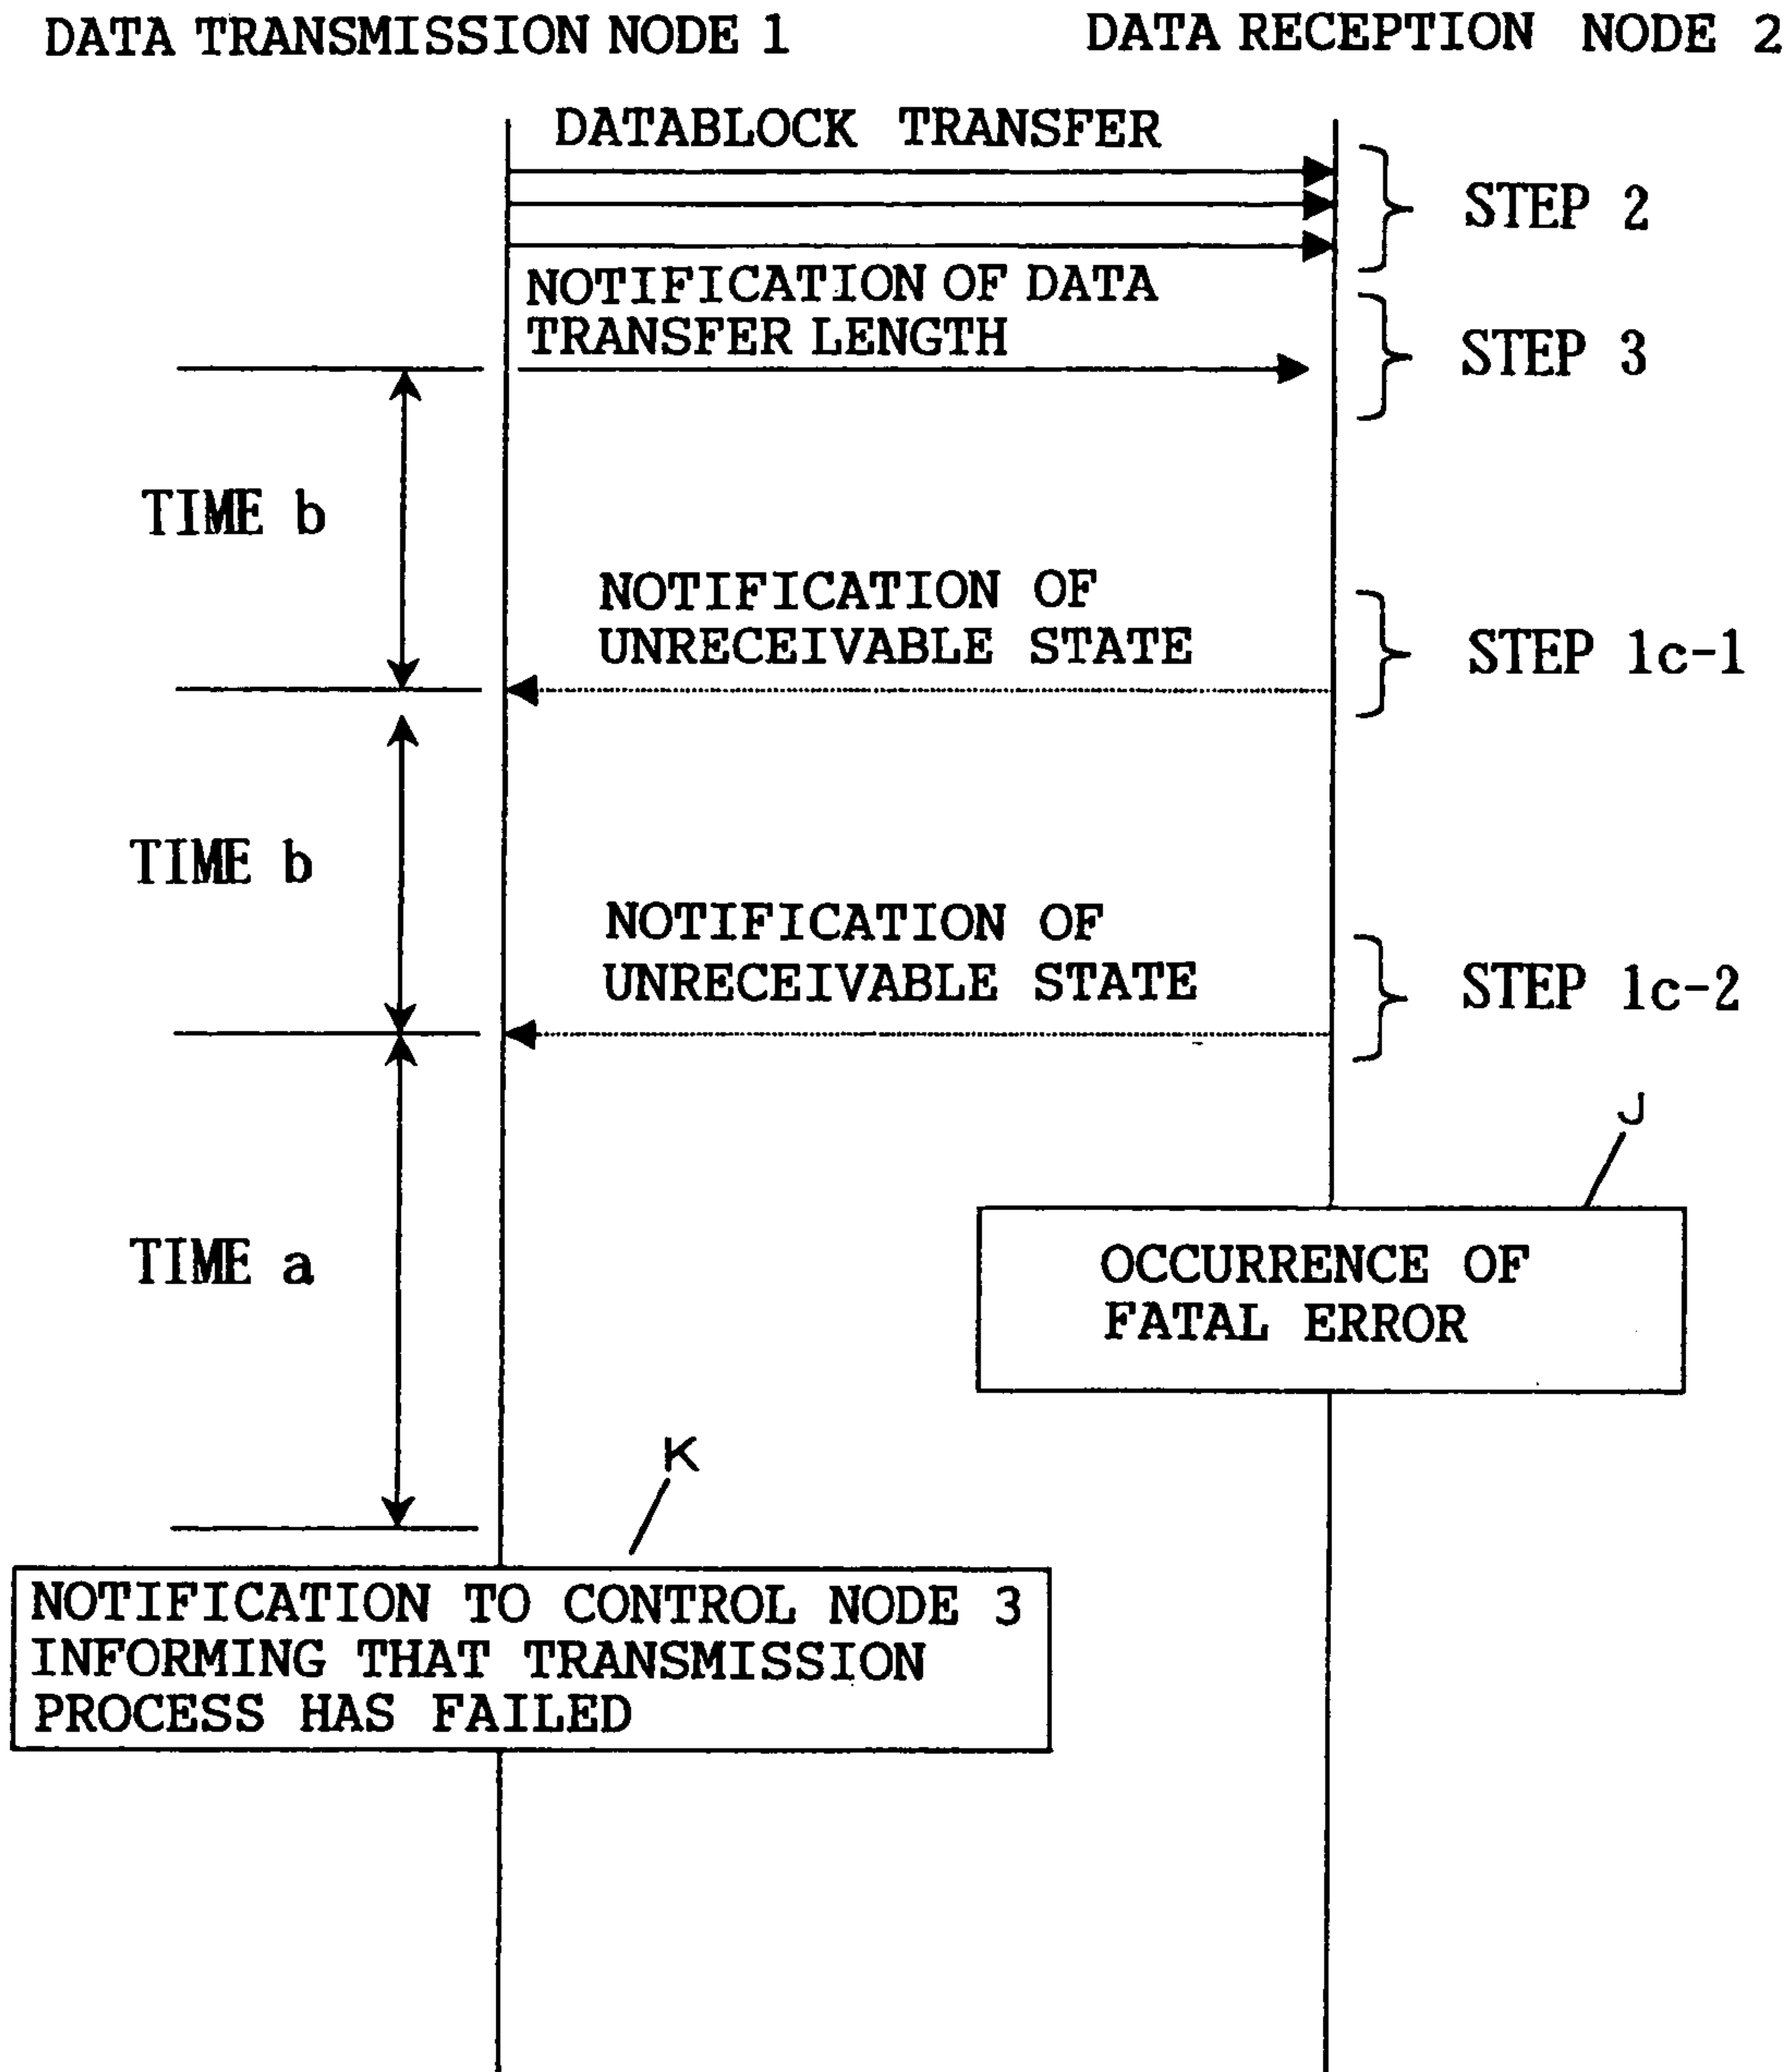 DATA TRANSMISSION NODE 1
DATA RECEPTION NODE 2
DATABLOCK TRANSFER
STEP 2
NOTIFICATION OF DATA
TRANSFER LENGTH
STEP 3
TIME b
NOTIFICATION OF
UNRECEIVABLE STATE
STEP 1c-1
TIME b
NOTIFICATION OF
UNRECEIVABLE STATE
STEP 1c-2
J
TIME a
OCCURRENCE OF
FATAL ERROR
K
NOTIFICATION TO CONTROL NODE 3
INFORMING THAT TRANSMISSION
PROCESS HAS FAILED